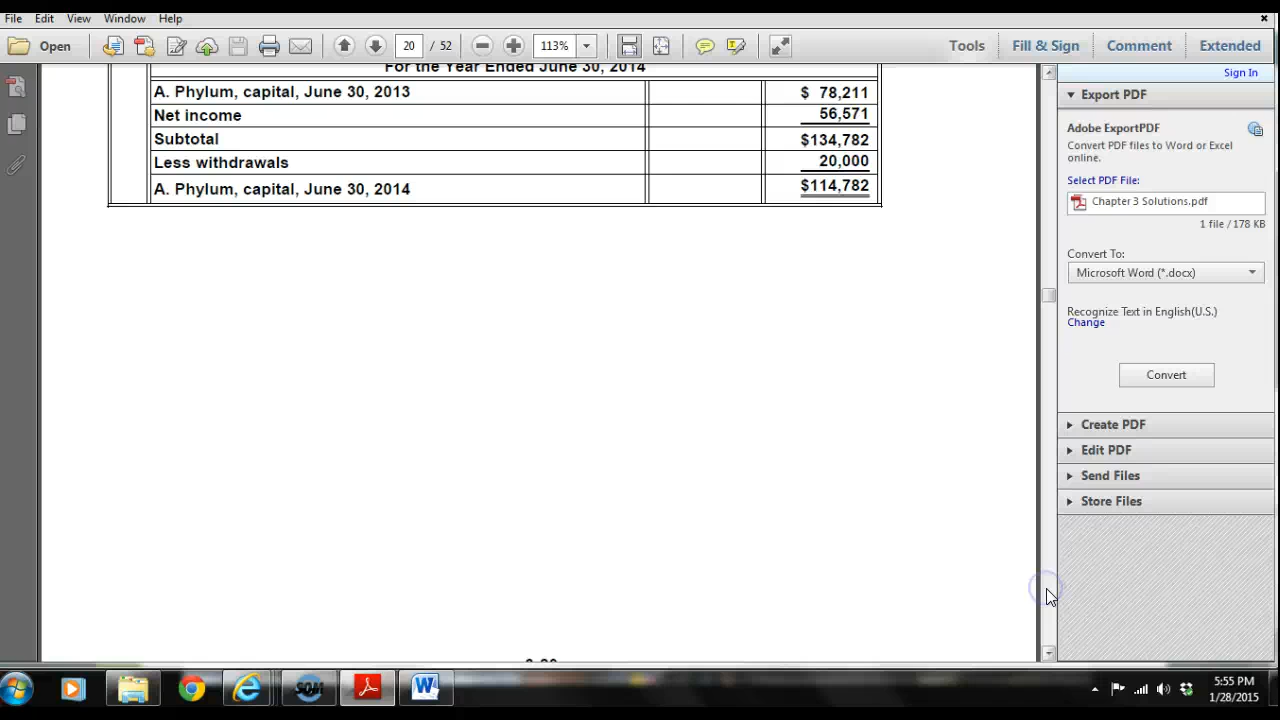 File Edit View Window Help
Open 20 / 52 113% Tools Fill & Sign Comment Extended
Sign In
For the Year Ended June 30, 2014
A. Phylum, capital, June 30, 2013 $ 78,211
Net income 56,571
Subtotal $134,782
Less withdrawals 20,000
A. Phylum, capital, June 30, 2014 $114,782
Export PDF
Adobe ExportPDF
Convert PDF files to Word or Excel
online.
Select PDF File:
Chapter 3 Solutions.pdf
1 file / 178 KB
Convert To:
Microsoft Word (*.docx)
Recognize Text in English(U.S.)
Change
Convert
Create PDF
Edit PDF
Send Files
Store Files
5:55 PM
1/28/2015